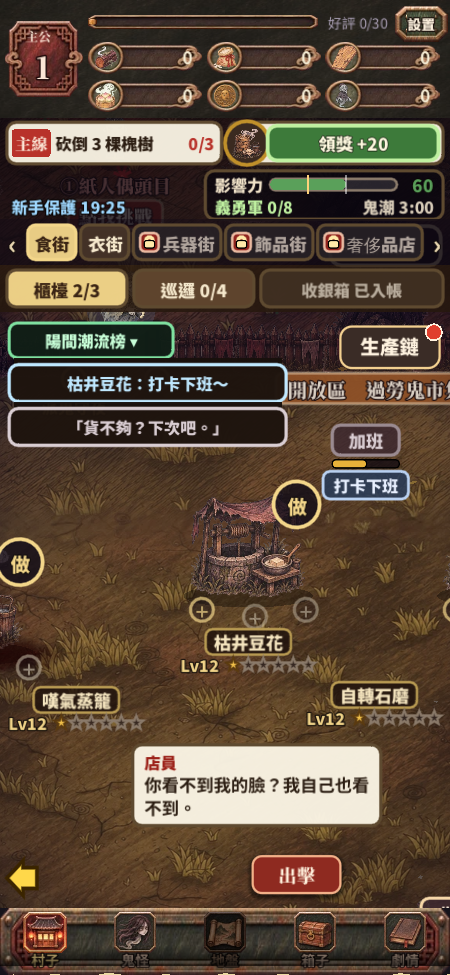 主公
1
好評 0/30
設置
0
0
0
0
0
0
主線 砍倒 3 棵槐樹 0/3
領獎 +20
紙人偶頭目
影響力 60
新手保護 19:25
義勇軍 0/8
鬼潮 3:00
‹ 食街 衣街 兵器街 飾品街 奢侈品店 ›
櫃檯 2/3
巡邏 0/4
收銀箱 已入帳
陽間潮流榜 ▾
生產鏈
枯井豆花：打卡下班～
開放區 過勞鬼市
「貨不夠？下次吧。」
加班
打卡下班
做
做
枯井豆花
Lv12
嘆氣蒸籠
Lv12
自轉石磨
Lv12
店員
你看不到我的臉？我自己也看
不到。
出擊
村子
鬼怪
地盤
箱子
劇情